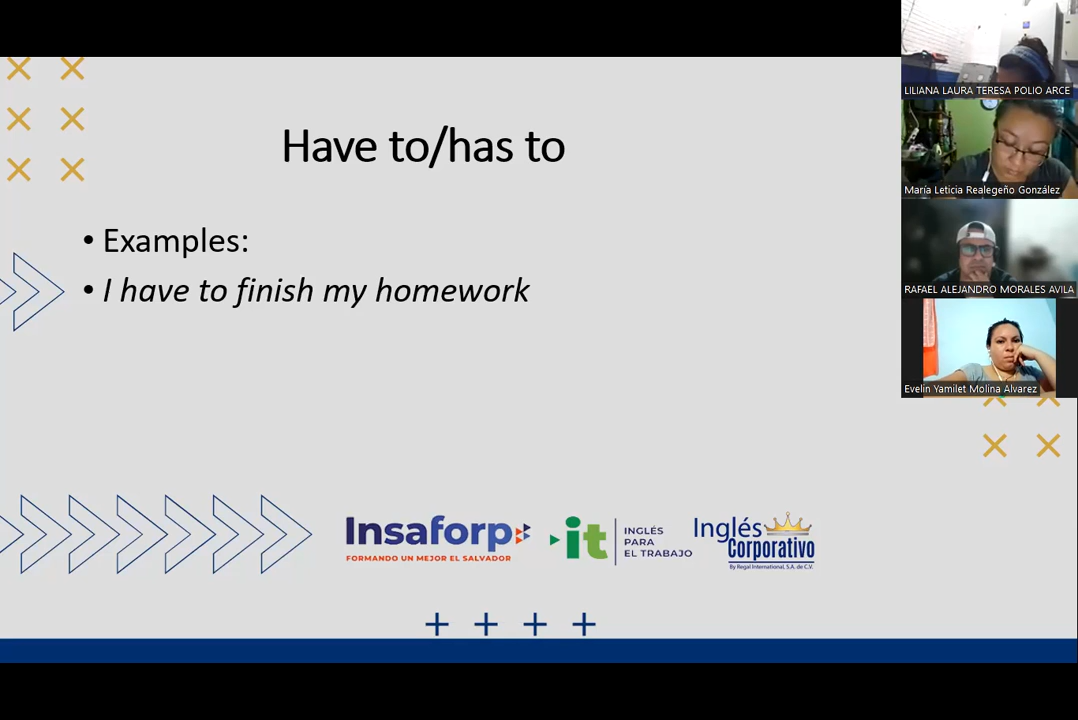 Have to/has to
• Examples:
• I have to finish my homework
Insaforp
FORMANDO UN MEJOR EL SALVADOR
it
INGLÉS
PARA
EL TRABAJO
Inglés
Corporativo
By Regal International, S.A. de C.V.
LILIANA LAURA TERESA POLIO ARCE
María Leticia Realegeño González
RAFAEL ALEJANDRO MORALES AVILA
Evelin Yamilet Molina Alvarez